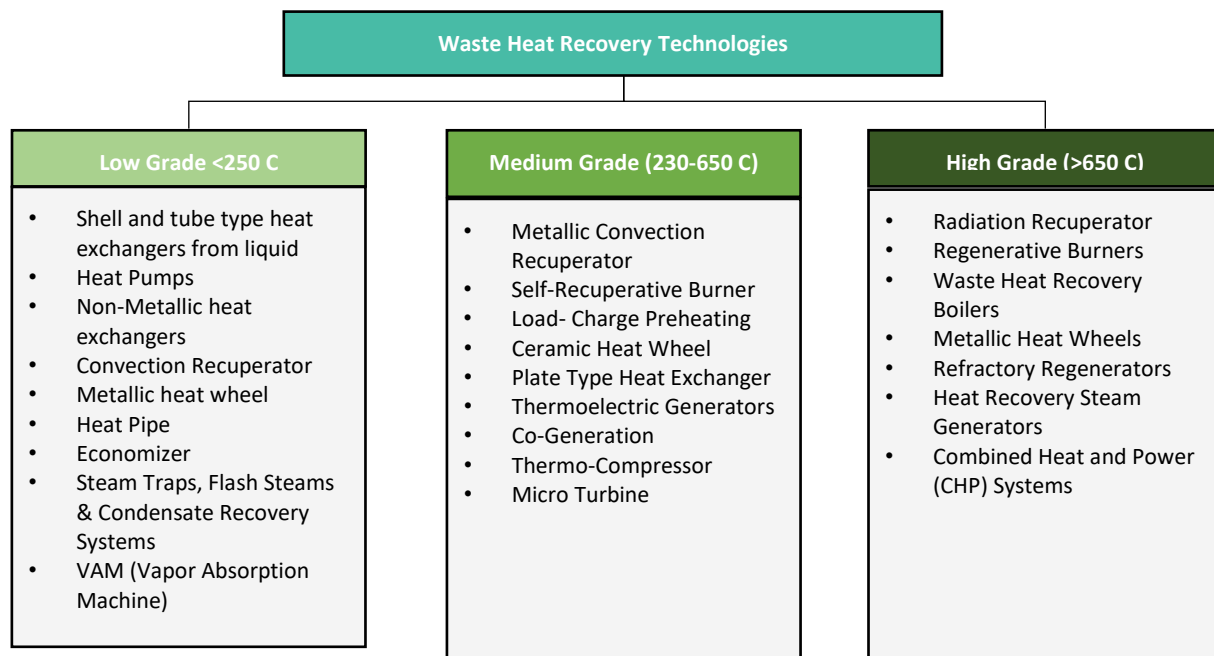 Waste Heat Recovery Technologies
Low Grade <250 C
• Shell and tube type heat
exchangers from liquid
• Heat Pumps
• Non-Metallic heat
exchangers
• Convection Recuperator
• Metallic heat wheel
• Heat Pipe
• Economizer
• Steam Traps, Flash Steams
& Condensate Recovery
Systems
• VAM (Vapor Absorption
Machine)
Medium Grade (230-650 C)
• Metallic Convection
Recuperator
• Self-Recuperative Burner
• Load- Charge Preheating
• Ceramic Heat Wheel
• Plate Type Heat Exchanger
• Thermoelectric Generators
• Co-Generation
• Thermo-Compressor
• Micro Turbine
High Grade (>650 C)
• Radiation Recuperator
• Regenerative Burners
• Waste Heat Recovery
Boilers
• Metallic Heat Wheels
• Refractory Regenerators
• Heat Recovery Steam
Generators
• Combined Heat and Power
(CHP) Systems